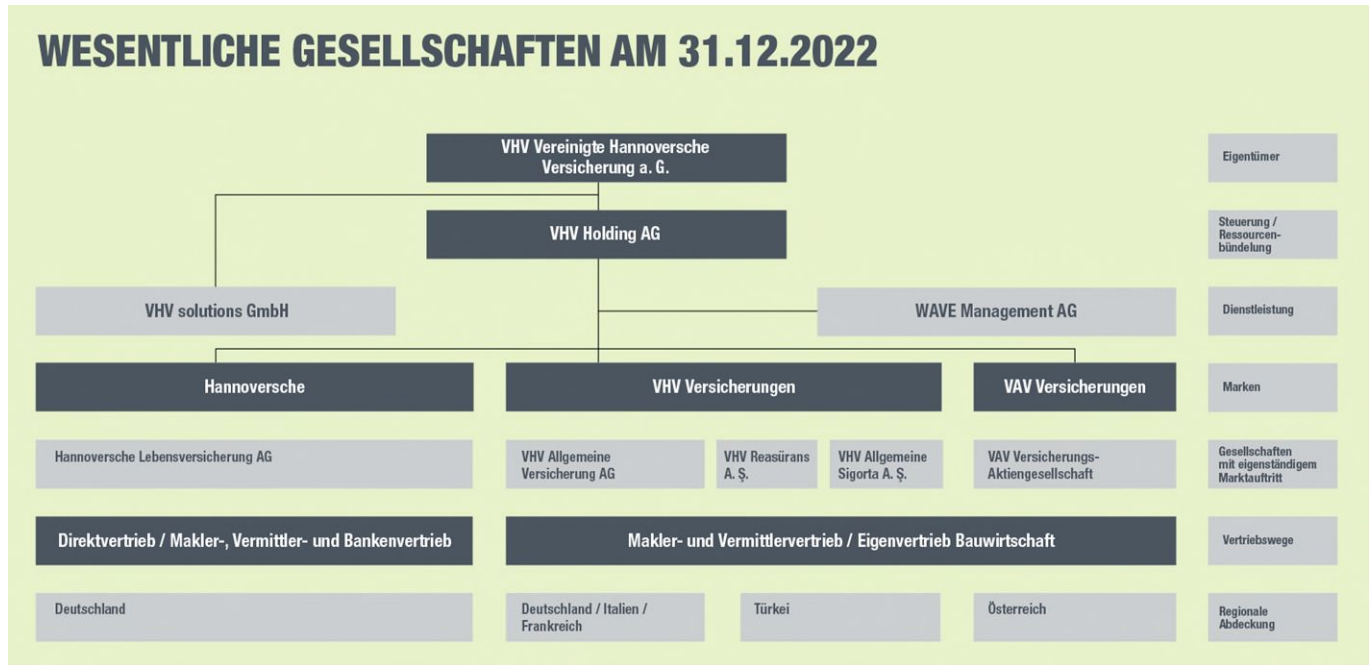 WESENTLICHE GESELLSCHAFTEN AM 31.12.2022
VHV Vereinigte Hannoversche
Versicherung a. G.
Eigentümer
VHV Holding AG
Steuerung /
Ressourcen-
bündelung
VHV solutions GmbH
WAVE Management AG
Dienstleistung
Hannoversche
VHV Versicherungen
VAV Versicherungen
Marken
Hannoversche Lebensversicherung AG
VHV Allgemeine
Versicherung AG
VHV Reasürans
A. Ş.
VHV Allgemeine
Sigorta A. Ş.
VAV Versicherungs-
Aktiengesellschaft
Gesellschaften
mit eigenständigem
Marktauftritt
Direktvertrieb / Makler-, Vermittler- und Bankenvertrieb
Makler- und Vermittlervertrieb / Eigenvertrieb Bauwirtschaft
Vertriebswege
Deutschland
Deutschland / Italien /
Frankreich
Türkei
Österreich
Regionale
Abdeckung